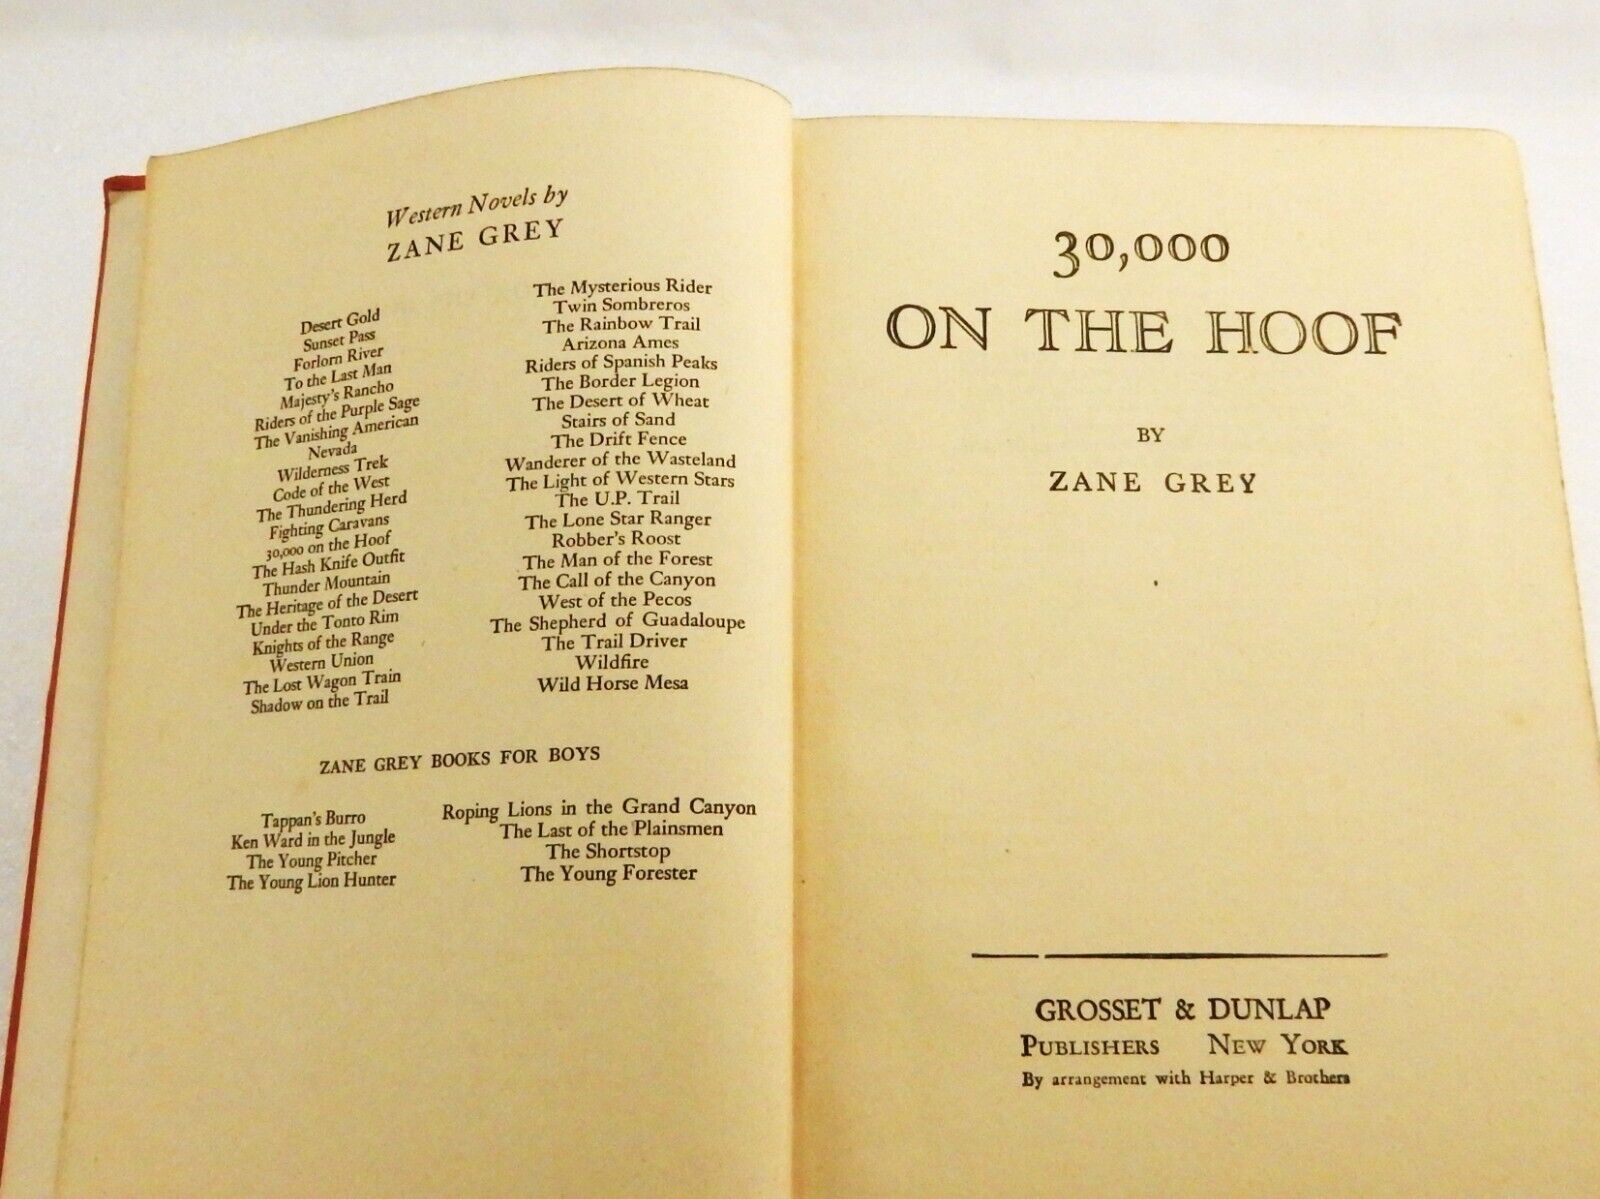 Western Novels by
ZANE GREY
Desert Gold
Sunset Pass
Forlorn River
To the Last Man
Majesty's Rancho
Riders of the Purple Sage
The Vanishing American
Nevada
Wilderness Trek
Code of the West
The Thundering Herd
Fighting Caravans
30,000 on the Hoof
The Hash Knife Outfit
Thunder Mountain
The Heritage of the Desert
Under the Tonto Rim
Knights of the Range
Western Union
The Lost Wagon Train
Shadow on the Trail
The Mysterious Rider
Twin Sombreros
The Rainbow Trail
Arizona Ames
Riders of Spanish Peaks
The Border Legion
The Desert of Wheat
Stairs of Sand
The Drift Fence
Wanderer of the Wasteland
The Light of Western Stars
The U.P. Trail
The Lone Star Ranger
Robber's Roost
The Man of the Forest
The Call of the Canyon
West of the Pecos
The Shepherd of Guadaloupe
The Trail Driver
Wildfire
Wild Horse Mesa
ZANE GREY BOOKS FOR BOYS
Tappan's Burro
Ken Ward in the Jungle
The Young Pitcher
The Young Lion Hunter
Roping Lions in the Grand Canyon
The Last of the Plainsmen
The Shortstop
The Young Forester
30,000
ON THE HOOF
BY
ZANE GREY
GROSSET & DUNLAP
PUBLISHERS NEW YORK
By arrangement with Harper & Brothers